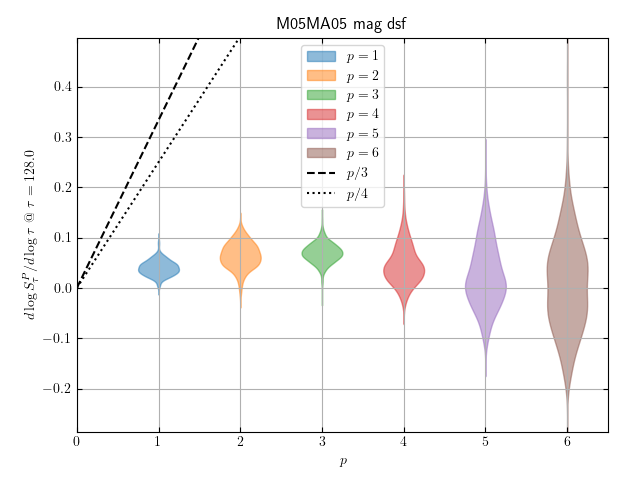 M05MA05 mag dsf
d log S_τ^P / d log τ @ τ = 128.0
0.4
0.3
0.2
0.1
0.0
−0.1
−0.2
p = 1
p = 2
p = 3
p = 4
p = 5
p = 6
p/3
p/4
0 1 2 3 4 5 6
p